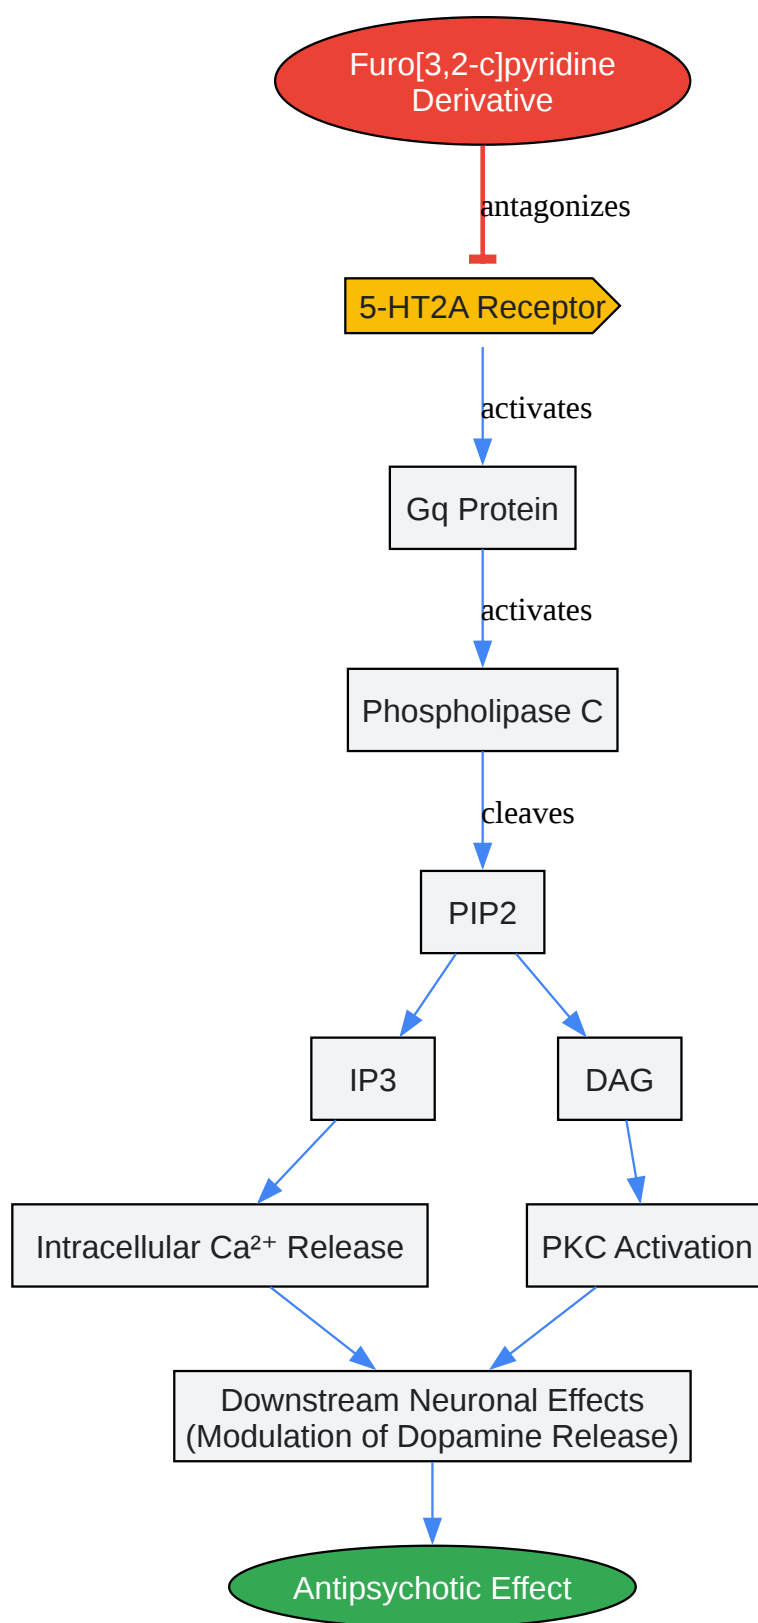 Furo[3,2-c]pyridine
Derivative
antagonizes
5-HT2A Receptor
activates
Gq Protein
activates
Phospholipase C
cleaves
PIP2
IP3
DAG
Intracellular Ca²⁺ Release
PKC Activation
Downstream Neuronal Effects
(Modulation of Dopamine Release)
Antipsychotic Effect